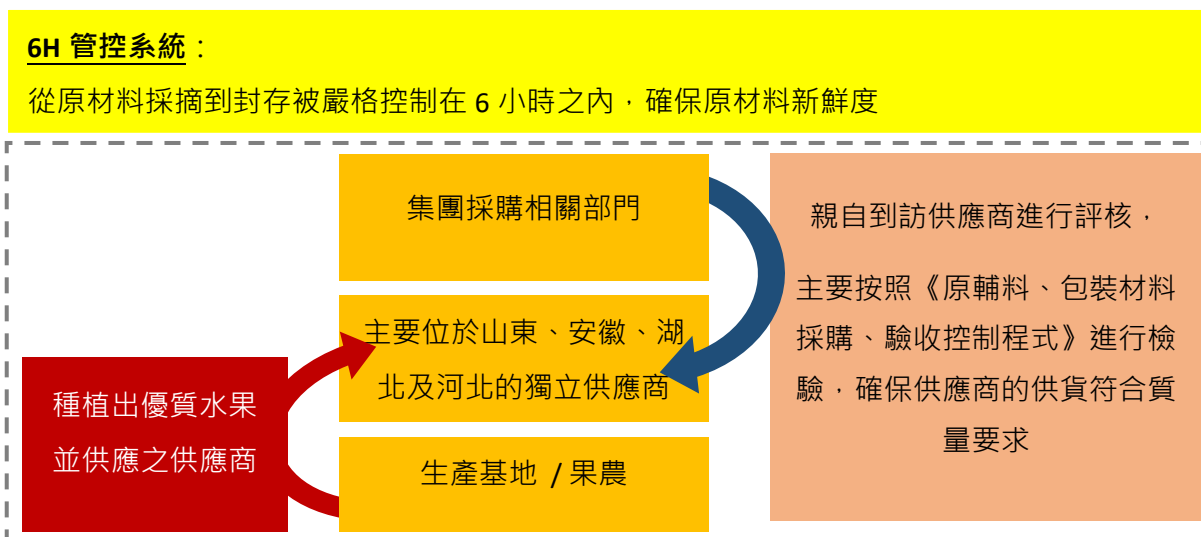 6H 管控系統：
從原材料採摘到封存被嚴格控制在 6 小時之內，確保原材料新鮮度
集團採購相關部門
主要位於山東、安徽、湖
北及河北的獨立供應商
生產基地 / 果農
種植出優質水果
並供應之供應商
親自到訪供應商進行評核，
主要按照《原輔料、包裝材料
採購、驗收控制程式》進行檢
驗，確保供應商的供貨符合質
量要求